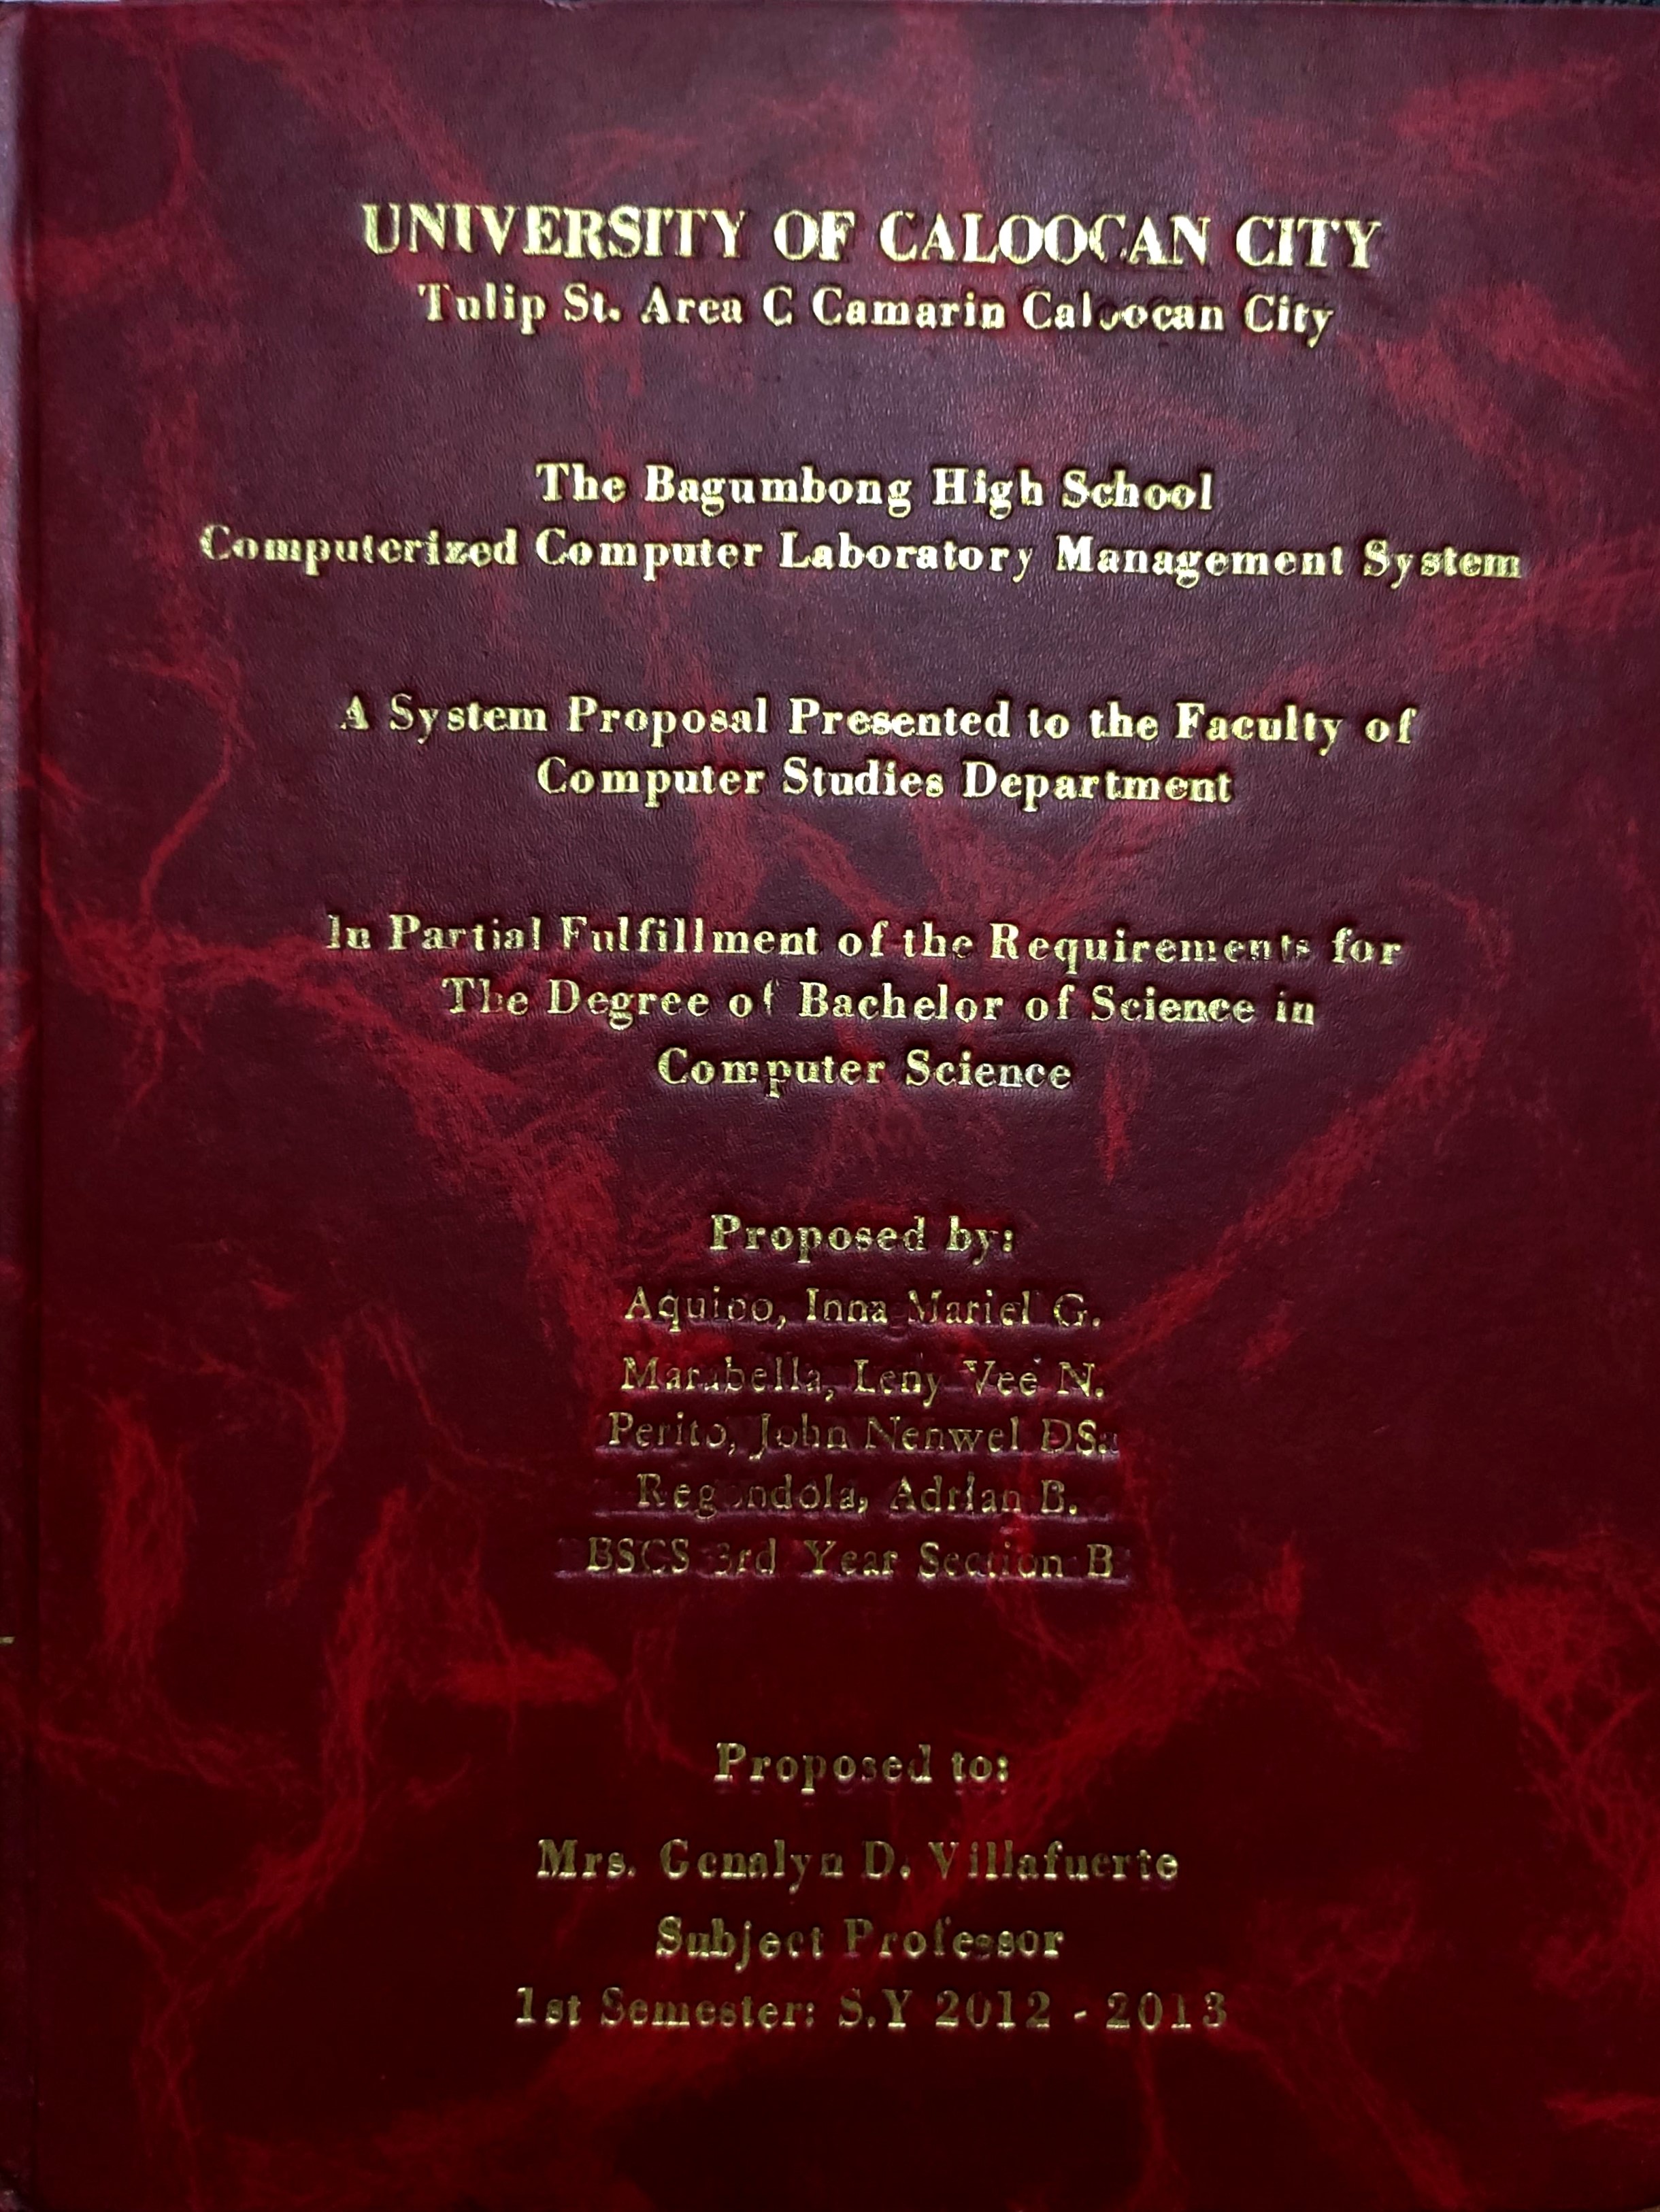 UNIVERSITY OF CALOOCAN CITY
Tulip St. Area C Camarin Caloocan City
The Bagumbong High School
Computerized Computer Laboratory Management System
A System Proposal Presented to the Faculty of
Computer Studies Department
In Partial Fulfillment of the Requirements for
The Degree of Bachelor of Science in
Computer Science
Proposed by:
Aquino, Inna Mariel G.
Marabella, Leny Vee N.
Perito, John Nenwel DS.
Regondola, Adrian B.
BSCS 3rd Year Section B
Proposed to:
Mrs. Genalyn D. Villafuerte
Subject Professor
1st Semester: S.Y 2012 - 2013